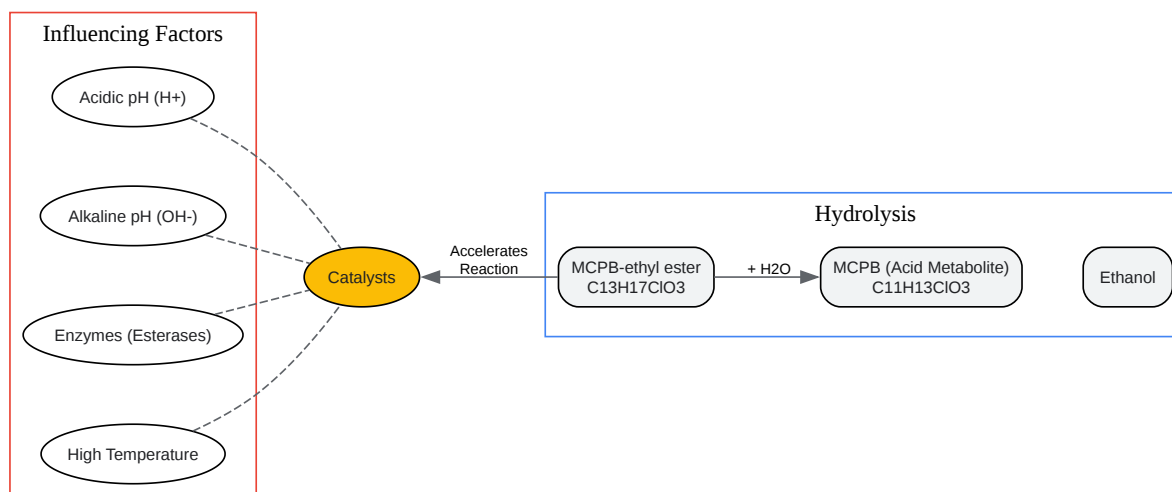 Influencing Factors
Acidic pH (H+)
Alkaline pH (OH-)
Enzymes (Esterases)
High Temperature
Catalysts
Accelerates
Reaction
Hydrolysis
MCPB-ethyl ester
C13H17ClO3
+ H2O
MCPB (Acid Metabolite)
C11H13ClO3
Ethanol